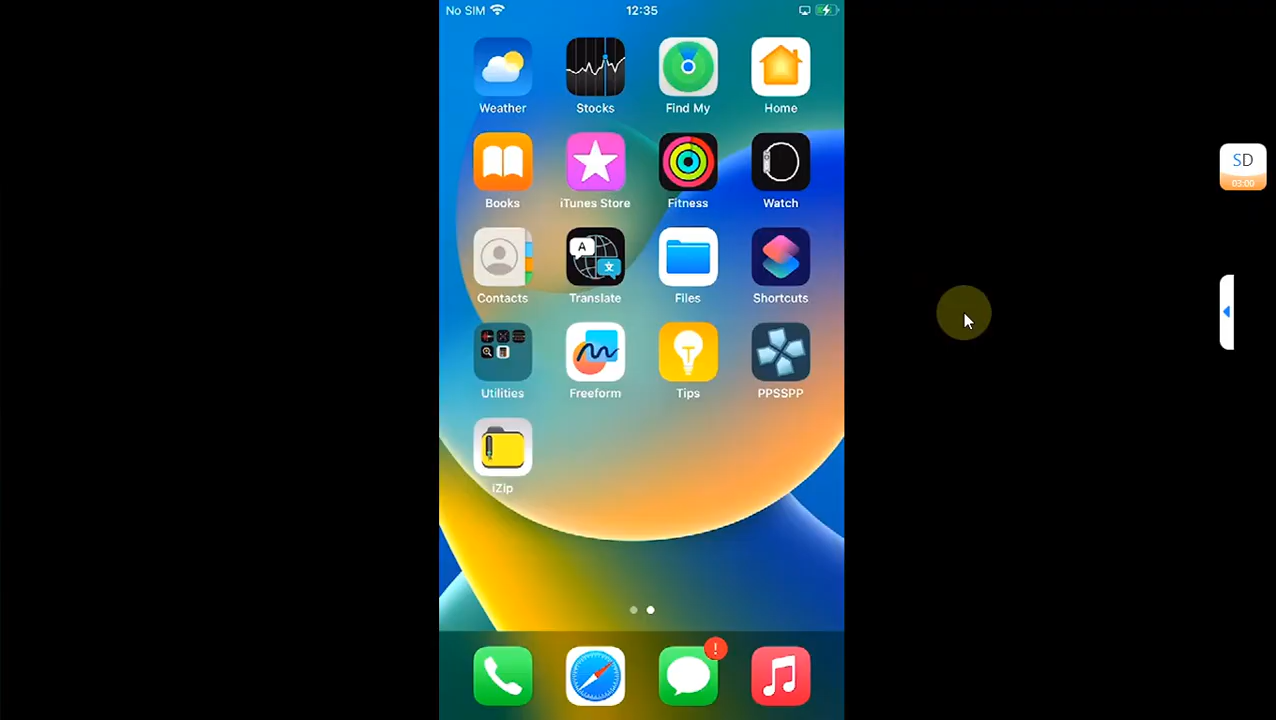 No SIM 12:35
Weather Stocks Find My Home
Books iTunes Store Fitness Watch
A 文
Contacts Translate Files Shortcuts
Utilities Freeform Tips PPSSPP
iZip
!
SD
03:00